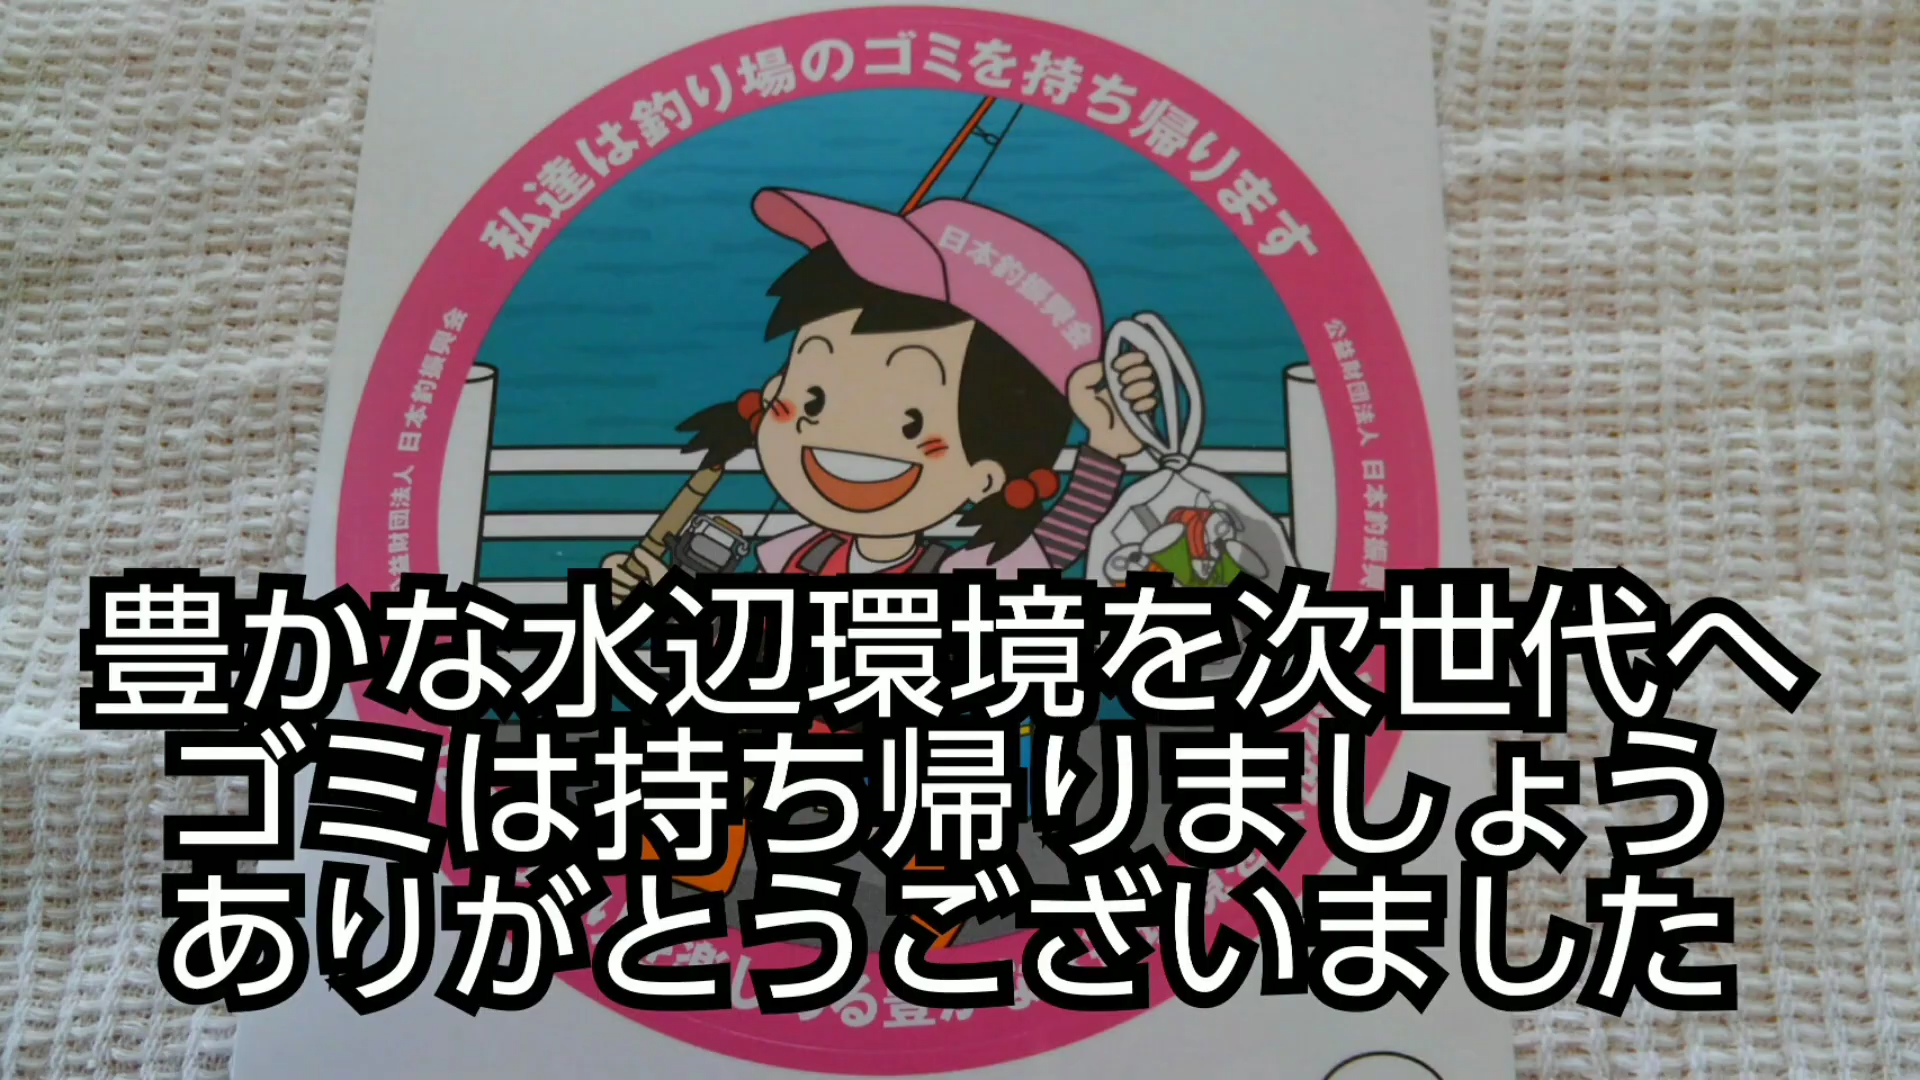 私達は釣り場のゴミを持ち帰ります
日本釣振興会
公益財団法人 日本釣振興会
公益財団法人 日本釣振
豊かな水辺環境を次世代へ
ゴミは持ち帰りましょう
ありがとうございました